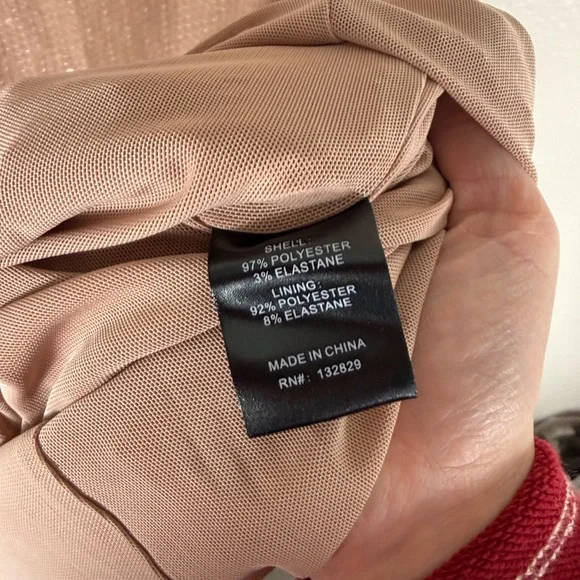 SHELL:
97% POLYESTER
3% ELASTANE
LINING:
92% POLYESTER
8% ELASTANE
MADE IN CHINA
RN#: 132829